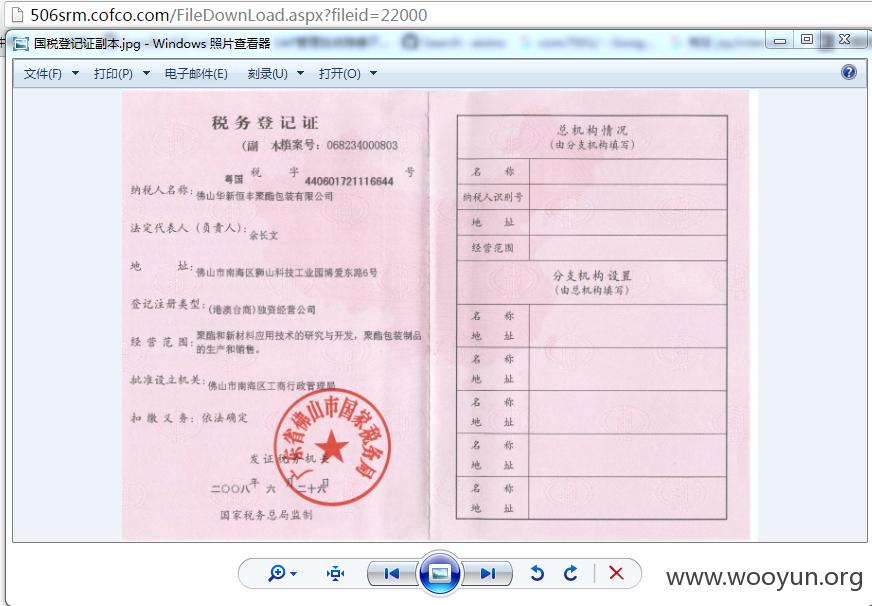 506srm.cofco.com/FileDownLoad.aspx?fileid=22000
国税登记证副本.jpg - Windows 照片查看器
文件(F) 打印(P) 电子邮件(E) 刻录(U) 打开(O)
税务登记证
(副 本)档案号：068234000803
粤国 税 字 440601721116644 号
纳税人名称：佛山华新恒丰聚酯包装有限公司
法定代表人（负责人）：余长文
地 址：佛山市南海区狮山科技工业园博爱东路6号
登记注册类型：(港澳台商)独资经营公司
经营范围：聚酯和新材料应用技术的研究与开发，聚酯包装制品
的生产和销售。
批准设立机关：佛山市南海区工商行政管理局
扣缴义务：依法确定
广东省佛山市国家税务局
发证税务机关
二〇〇八 年 六 月 二十六 日
国家税务总局监制
总机构情况
(由分支机构填写)
名 称
纳税人识别号
地 址
经营范围
分支机构设置
(由总机构填写)
名 称
地 址
名 称
地 址
名 称
地 址
名 称
地 址
名 称
地 址
www.wooyun.org